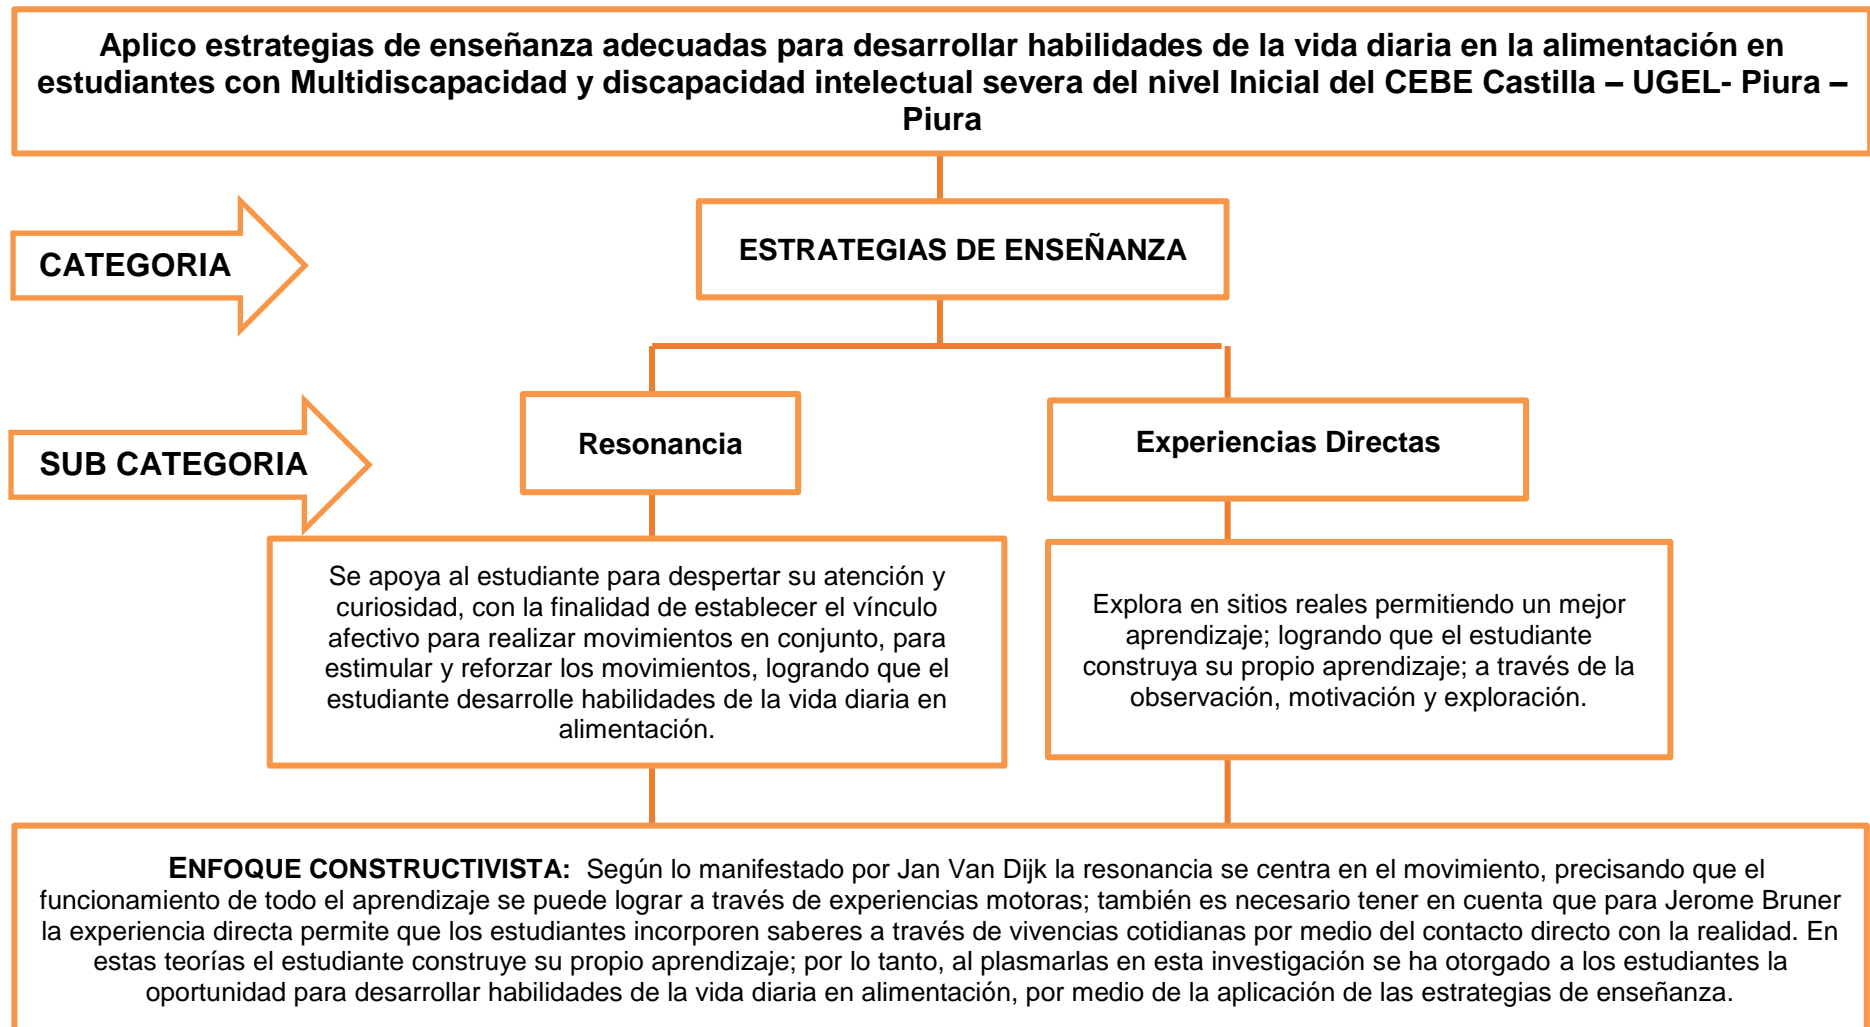 Aplico estrategias de enseñanza adecuadas para desarrollar habilidades de la vida diaria en la alimentación en
estudiantes con Multidiscapacidad y discapacidad intelectual severa del nivel Inicial del CEBE Castilla – UGEL- Piura –
Piura
CATEGORIA
ESTRATEGIAS DE ENSEÑANZA
SUB CATEGORIA
Resonancia
Experiencias Directas
Se apoya al estudiante para despertar su atención y
curiosidad, con la finalidad de establecer el vínculo
afectivo para realizar movimientos en conjunto, para
estimular y reforzar los movimientos, logrando que el
estudiante desarrolle habilidades de la vida diaria en
alimentación.
Explora en sitios reales permitiendo un mejor
aprendizaje; logrando que el estudiante
construya su propio aprendizaje; a través de la
observación, motivación y exploración.
ENFOQUE CONSTRUCTIVISTA: Según lo manifestado por Jan Van Dijk la resonancia se centra en el movimiento, precisando que el
funcionamiento de todo el aprendizaje se puede lograr a través de experiencias motoras; también es necesario tener en cuenta que para Jerome Bruner
la experiencia directa permite que los estudiantes incorporen saberes a través de vivencias cotidianas por medio del contacto directo con la realidad. En
estas teorías el estudiante construye su propio aprendizaje; por lo tanto, al plasmarlas en esta investigación se ha otorgado a los estudiantes la
oportunidad para desarrollar habilidades de la vida diaria en alimentación, por medio de la aplicación de las estrategias de enseñanza.